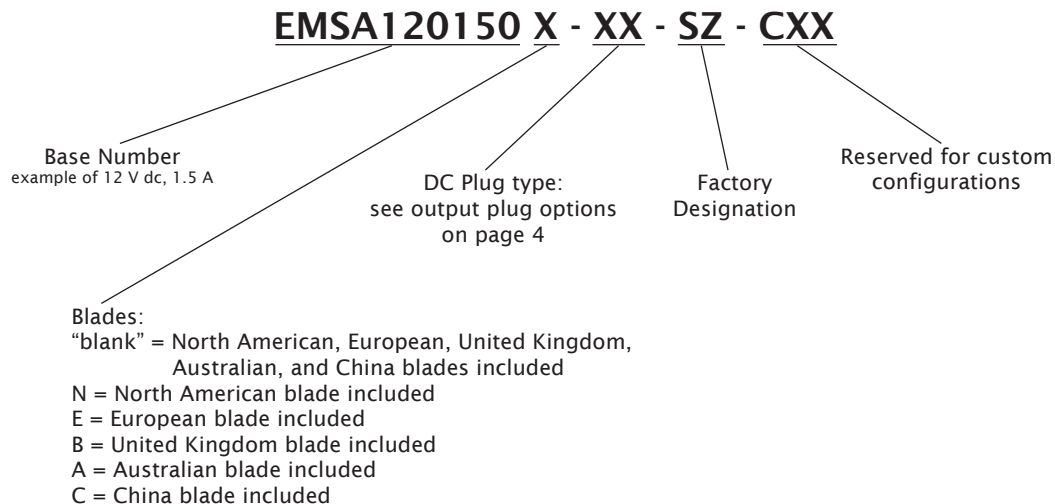 EMSA120150 X - XX - SZ - CXX
Base Number
example of 12 V dc, 1.5 A
DC Plug type:
see output plug options
on page 4
Factory
Designation
Reserved for custom
configurations
Blades:
“blank” = North American, European, United Kingdom,
Australian, and China blades included
N = North American blade included
E = European blade included
B = United Kingdom blade included
A = Australian blade included
C = China blade included